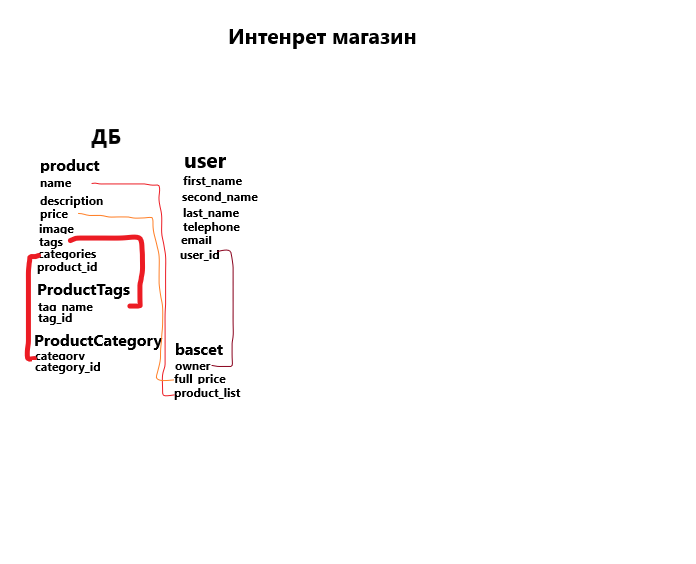 Интенрет магазин
ДБ
product
name
description
price
image
tags
categories
product_id
ProductTags
tag_name
tag_id
ProductCategory
category
category_id
user
first_name
second_name
last_name
telephone
email
user_id
bascet
owner
full_price
product_list